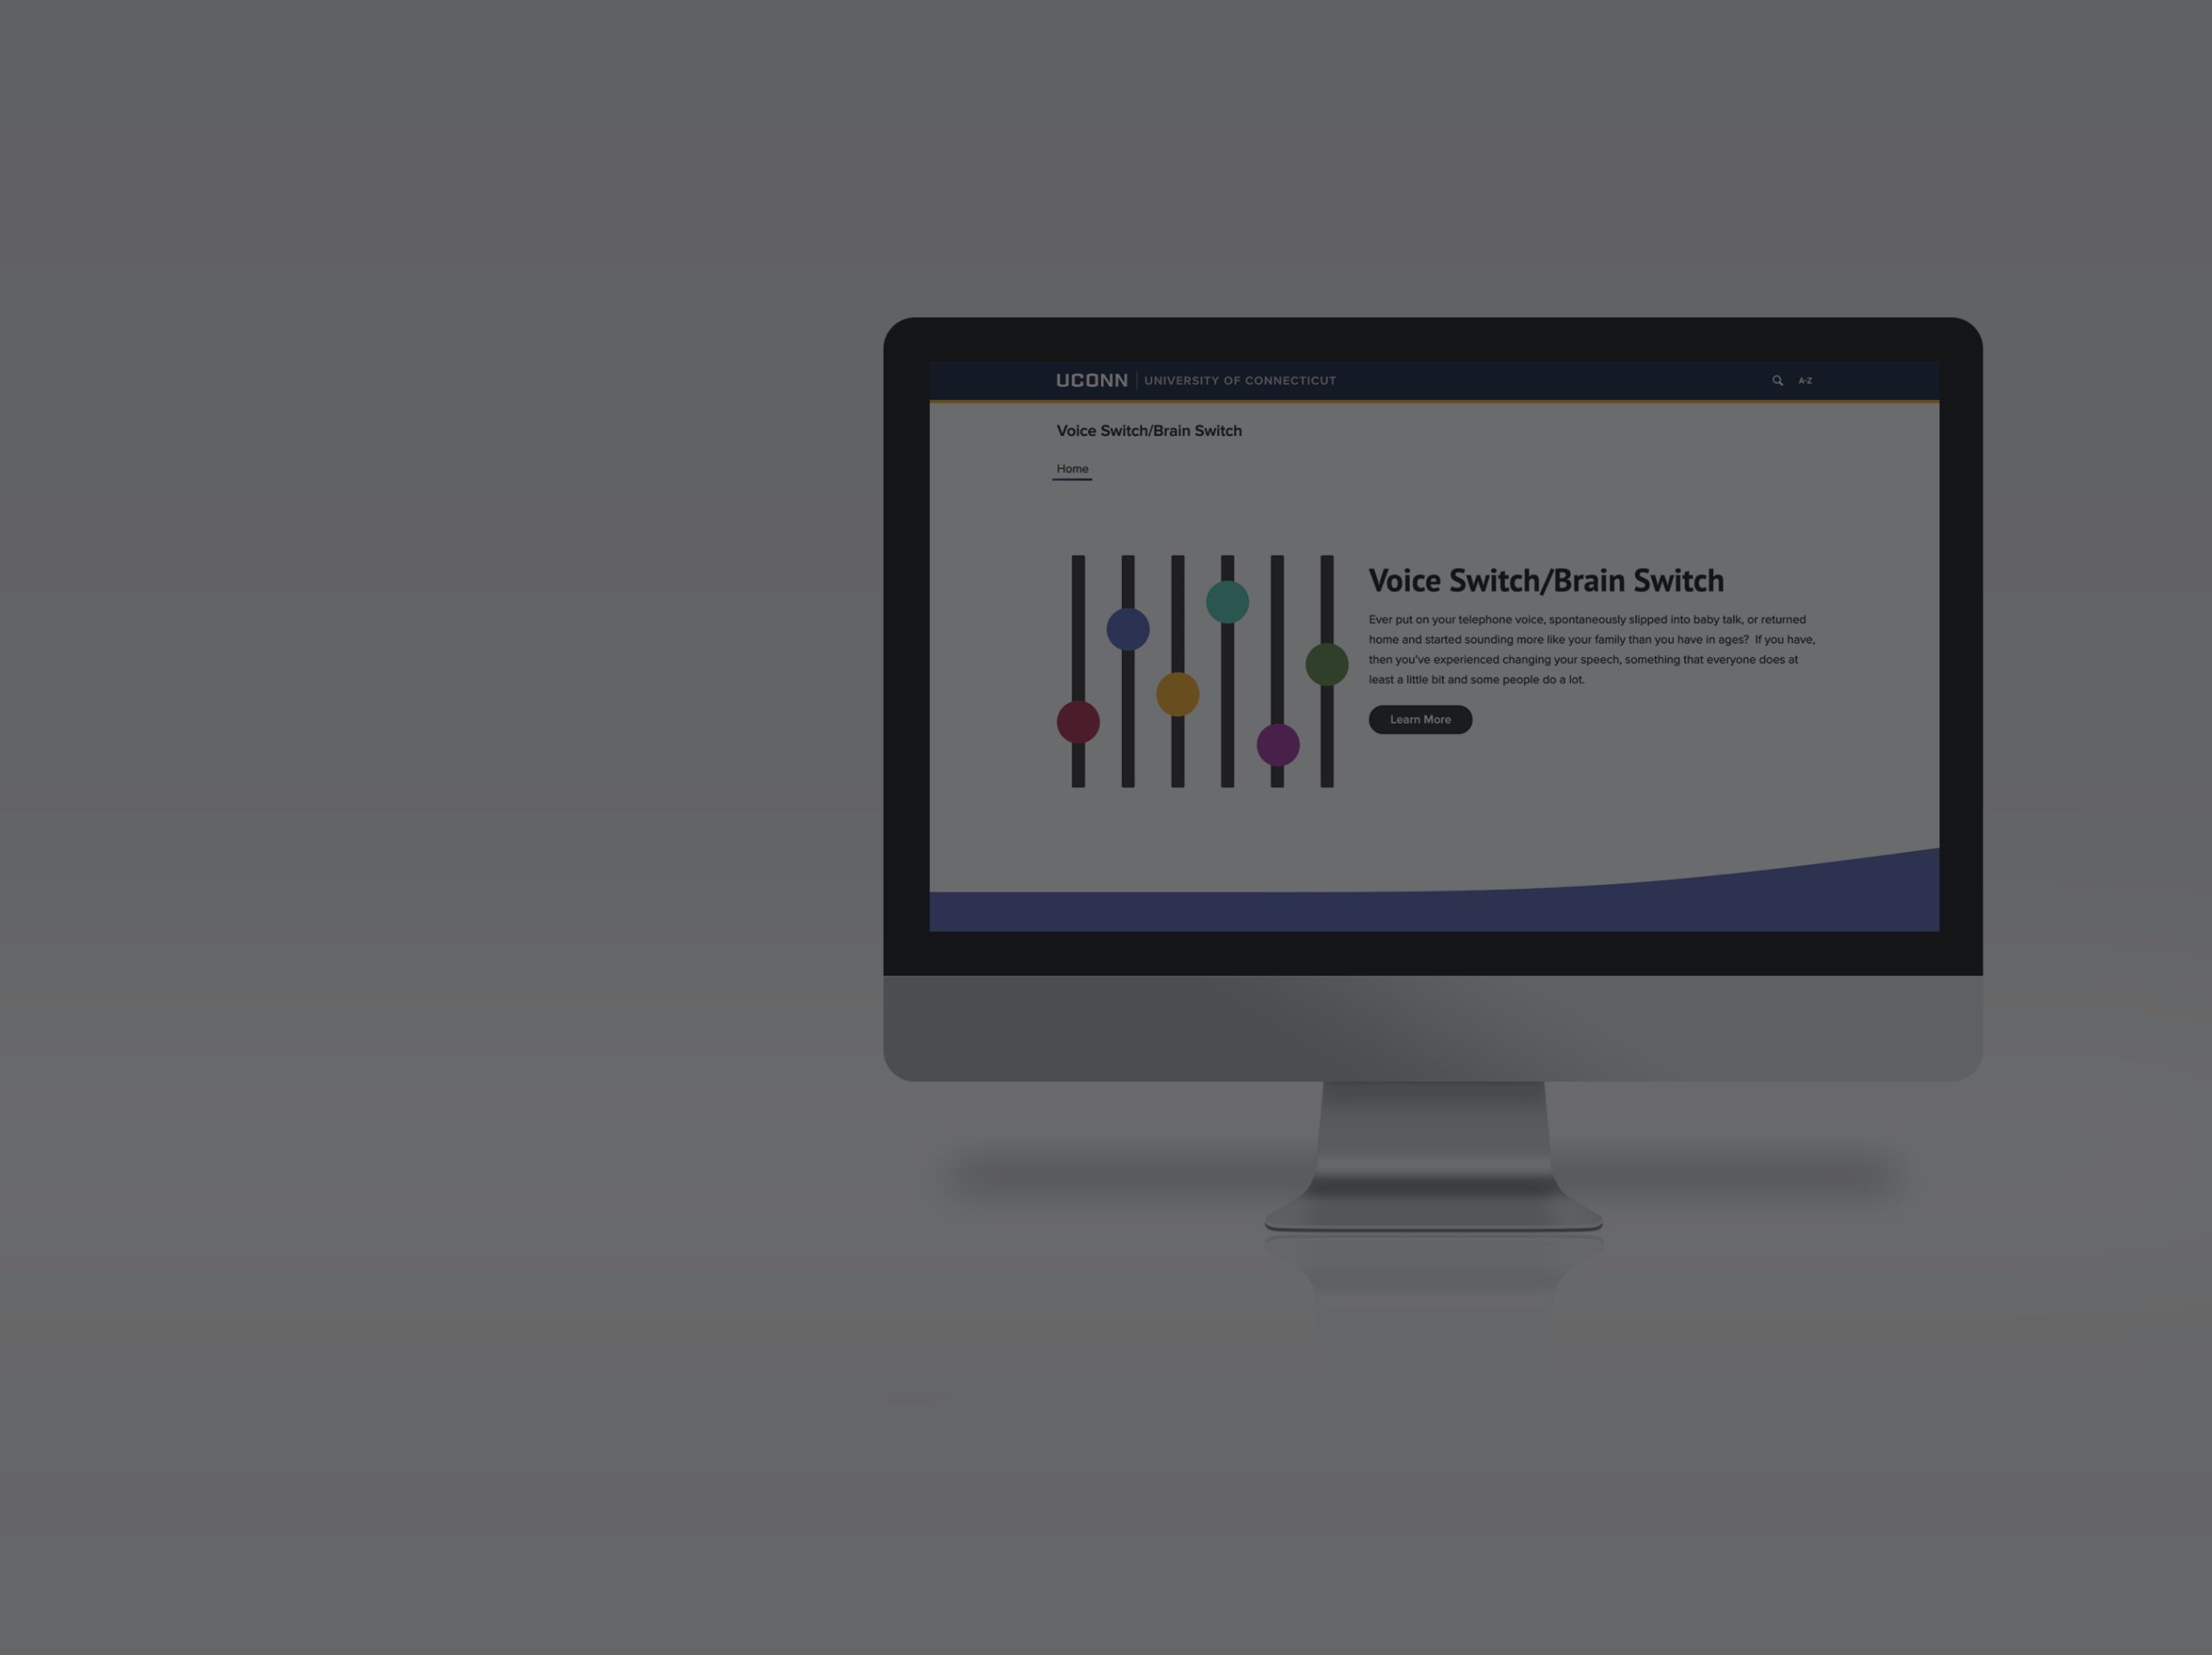 UCONN UNIVERSITY OF CONNECTICUT A-Z
Voice Switch/Brain Switch
Home
Voice Switch/Brain Switch
Ever put on your telephone voice, spontaneously slipped into baby talk, or returned
home and started sounding more like your family than you have in ages? If you have,
then you've experienced changing your speech, something that everyone does at
least a little bit and some people do a lot.
Learn More